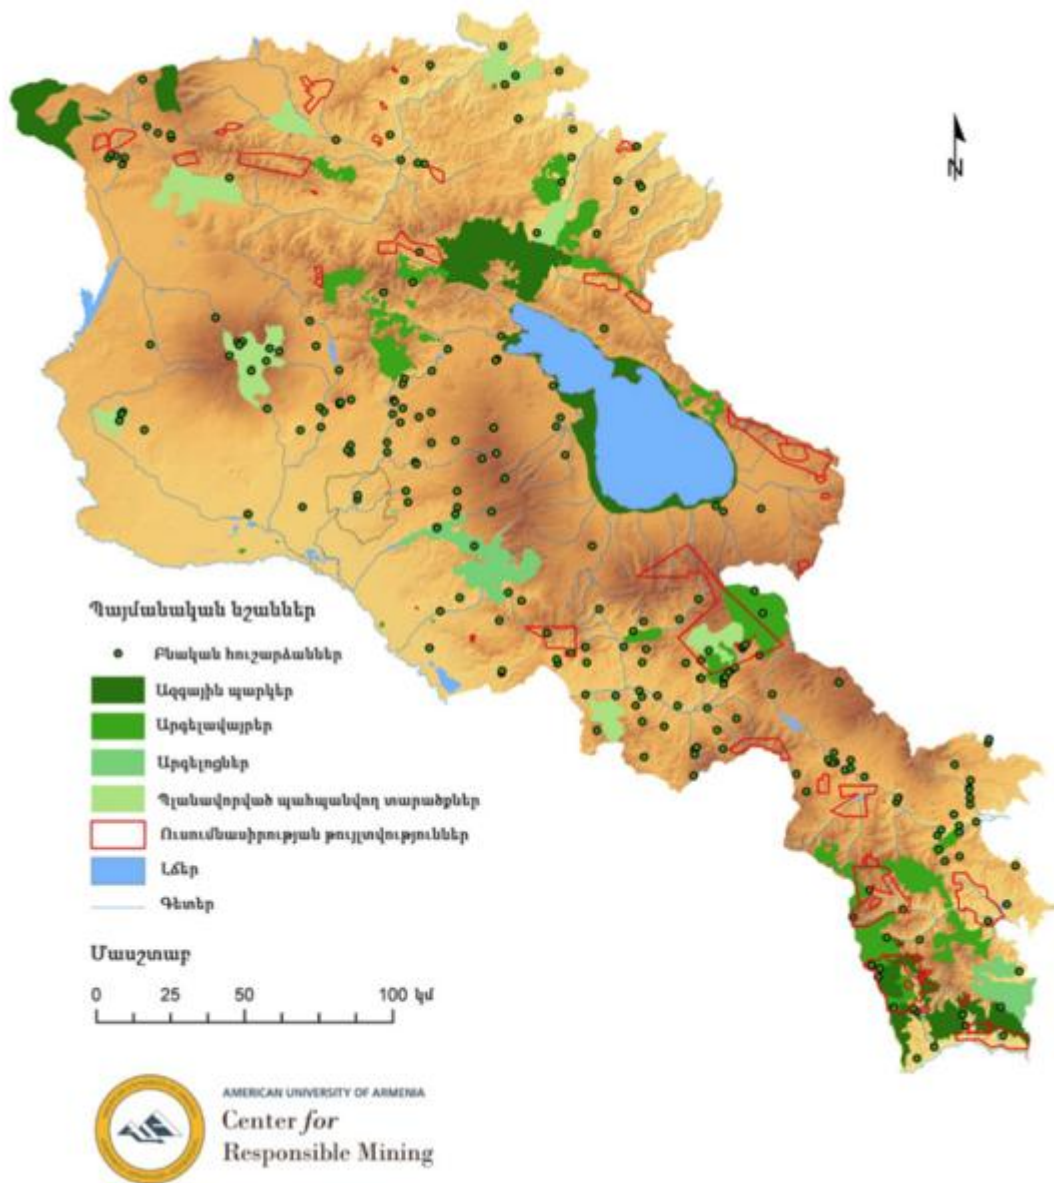 N
Պայմանական նշաններ
Բնական հուշարձաններ
Ազգային պարկեր
Արգելավայրեր
Արգելոցներ
Պլանավորված պահպանվող տարածքներ
Ուսումնասիրության թույլտվություններ
Լճեր
Գետեր
Մասշտաբ
0 25 50 100 կմ
AMERICAN UNIVERSITY OF ARMENIA
Center for
Responsible Mining